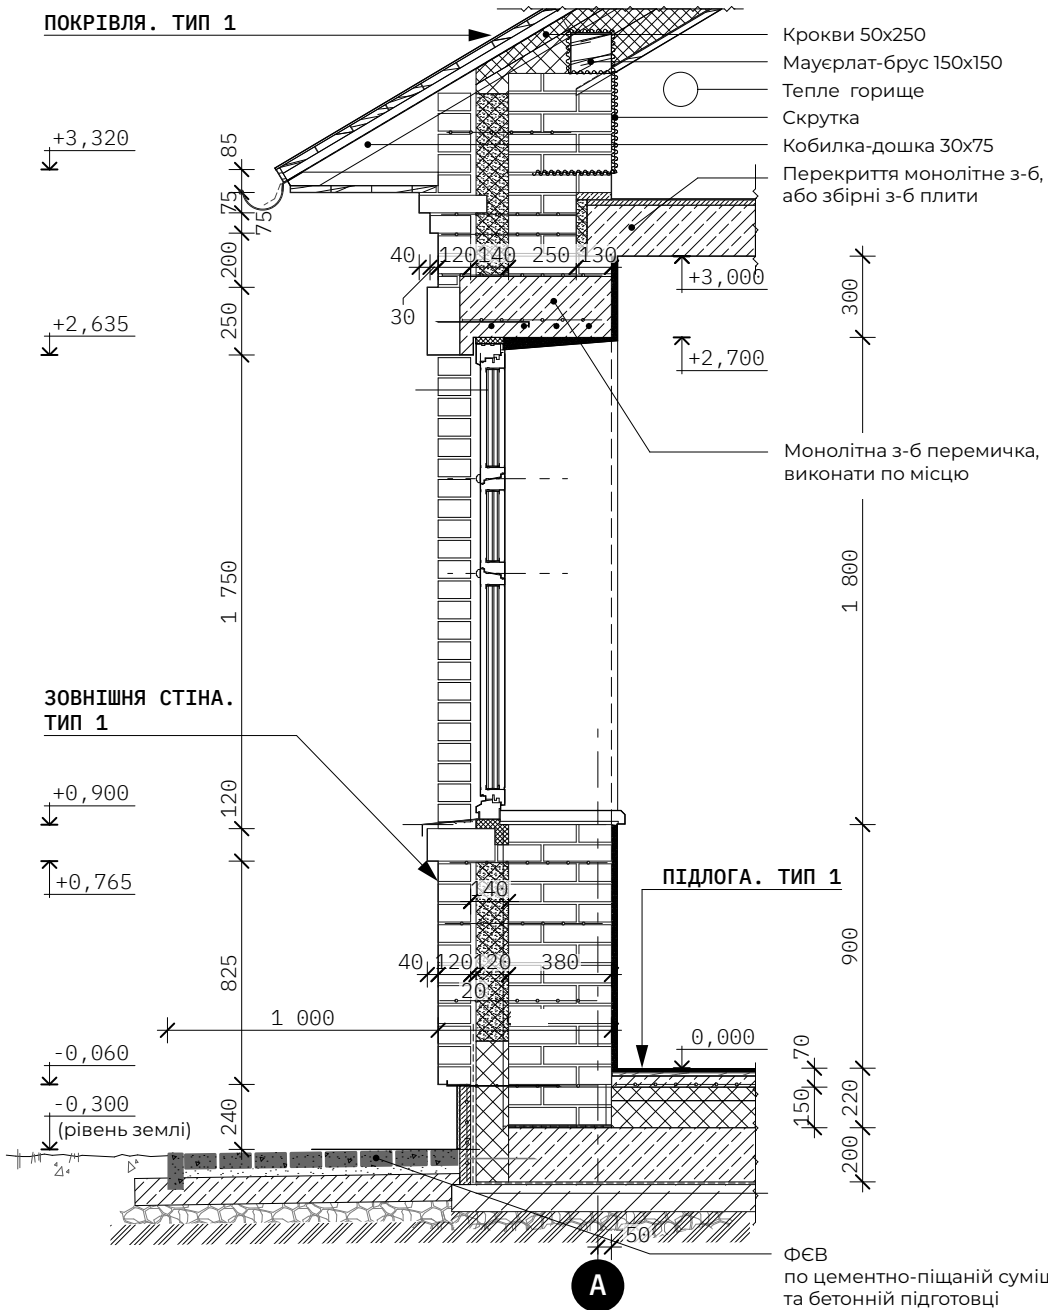 ПОКРІВЛЯ. ТИП 1
Крокви 50х250
Мауєрлат-брус 150х150
Тепле горище
Скрутка
Кобилка-дошка 30х75
Перекриття монолітне з-б,
або збірні з-б плити
+3,320
85
75
75
200
250
40
120
140
250
130
30
+3,000
300
+2,635
+2,700
Монолітна з-б перемичка,
виконати по місцю
1 750
1 800
ЗОВНІШНЯ СТІНА.
ТИП 1
+0,900
120
+0,765
ПІДЛОГА. ТИП 1
140
40
120
120
380
20
825
900
1 000
-0,060
0,000
70
-0,300
(рівень землі)
240
150
220
200
50
А
ФЄВ
по цементно-піщаній суміш
та бетонній підготовці